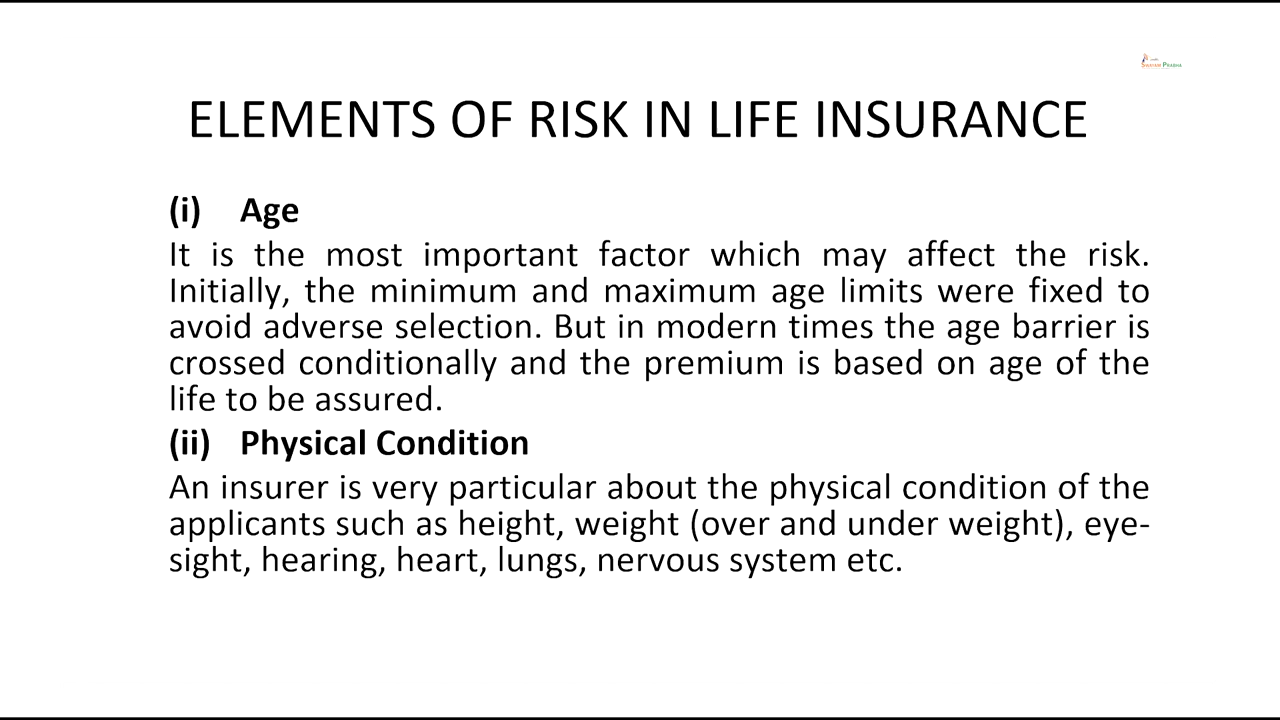 SWAYAM PRABHA
ELEMENTS OF RISK IN LIFE INSURANCE
(i) Age
It is the most important factor which may affect the risk.
Initially, the minimum and maximum age limits were fixed to
avoid adverse selection. But in modern times the age barrier is
crossed conditionally and the premium is based on age of the
life to be assured.
(ii) Physical Condition
An insurer is very particular about the physical condition of the
applicants such as height, weight (over and under weight), eye-
sight, hearing, heart, lungs, nervous system etc.